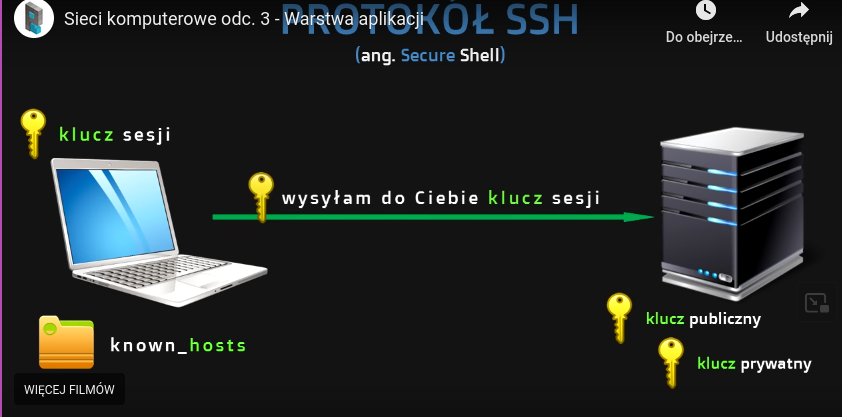 Sieci komputerowe odc. 3 - Warstwa aplikacji
PROTOKÓŁ SSH
Do obejrze...
Udostępnij
(ang. Secure Shell)
klucz sesji
wysyłam do Ciebie klucz sesji
klucz publiczny
known_hosts
klucz prywatny
WIĘCEJ FILMÓW